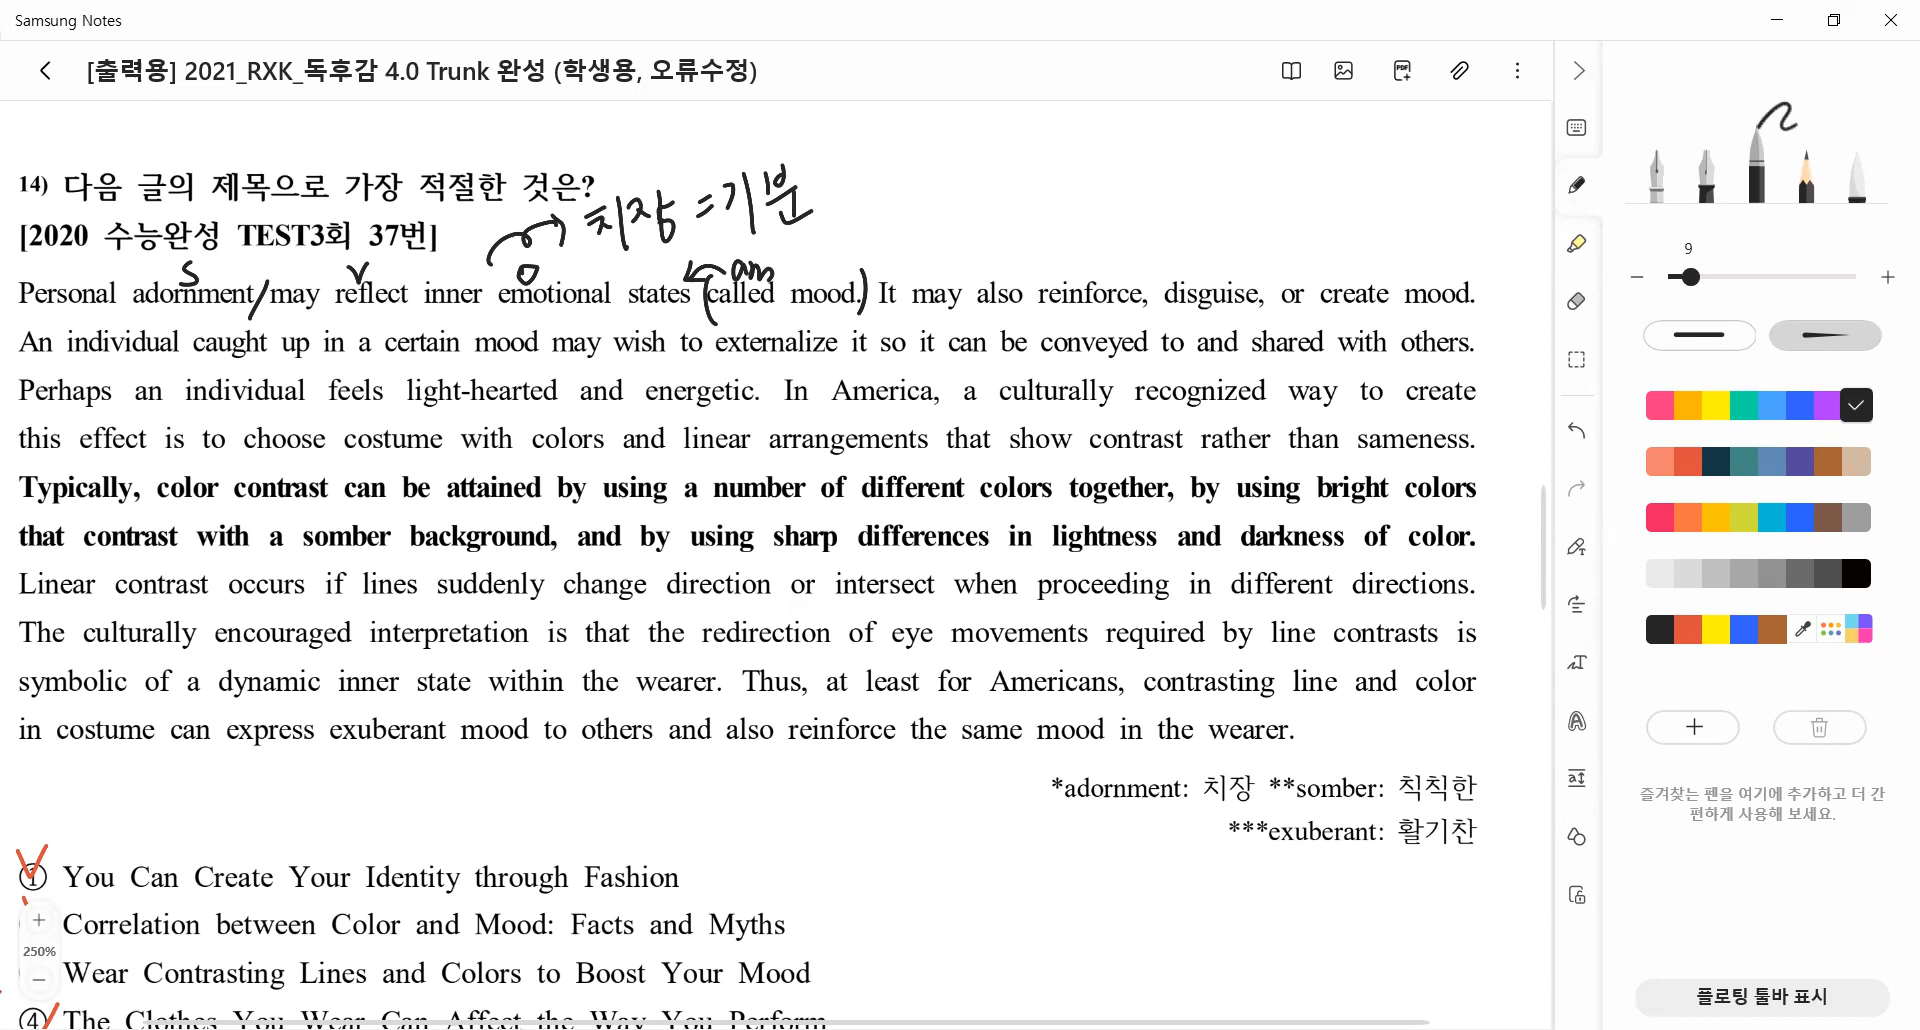 Samsung Notes
[출력용] 2021_RXK_독후감 4.0 Trunk 완성 (학생용, 오류수정)
14) 다음 글의 제목으로 가장 적절한 것은?
치장 = 기분
[2020 수능완성 TEST3회 37번]
S V O am
Personal adornment/may reflect inner emotional states (called mood.) It may also reinforce, disguise, or create mood.
An individual caught up in a certain mood may wish to externalize it so it can be conveyed to and shared with others.
Perhaps an individual feels light-hearted and energetic. In America, a culturally recognized way to create
this effect is to choose costume with colors and linear arrangements that show contrast rather than sameness.
Typically, color contrast can be attained by using a number of different colors together, by using bright colors
that contrast with a somber background, and by using sharp differences in lightness and darkness of color.
Linear contrast occurs if lines suddenly change direction or intersect when proceeding in different directions.
The culturally encouraged interpretation is that the redirection of eye movements required by line contrasts is
symbolic of a dynamic inner state within the wearer. Thus, at least for Americans, contrasting line and color
in costume can express exuberant mood to others and also reinforce the same mood in the wearer.
*adornment: 치장 **somber: 칙칙한
***exuberant: 활기찬
① You Can Create Your Identity through Fashion
Correlation between Color and Mood: Facts and Myths
Wear Contrasting Lines and Colors to Boost Your Mood
④ The Clothes You Wear Can Affect the Way You Perform
250%
PDF
9
즐겨찾는 펜을 여기에 추가하고 더 간
편하게 사용해 보세요.
플로팅 툴바 표시